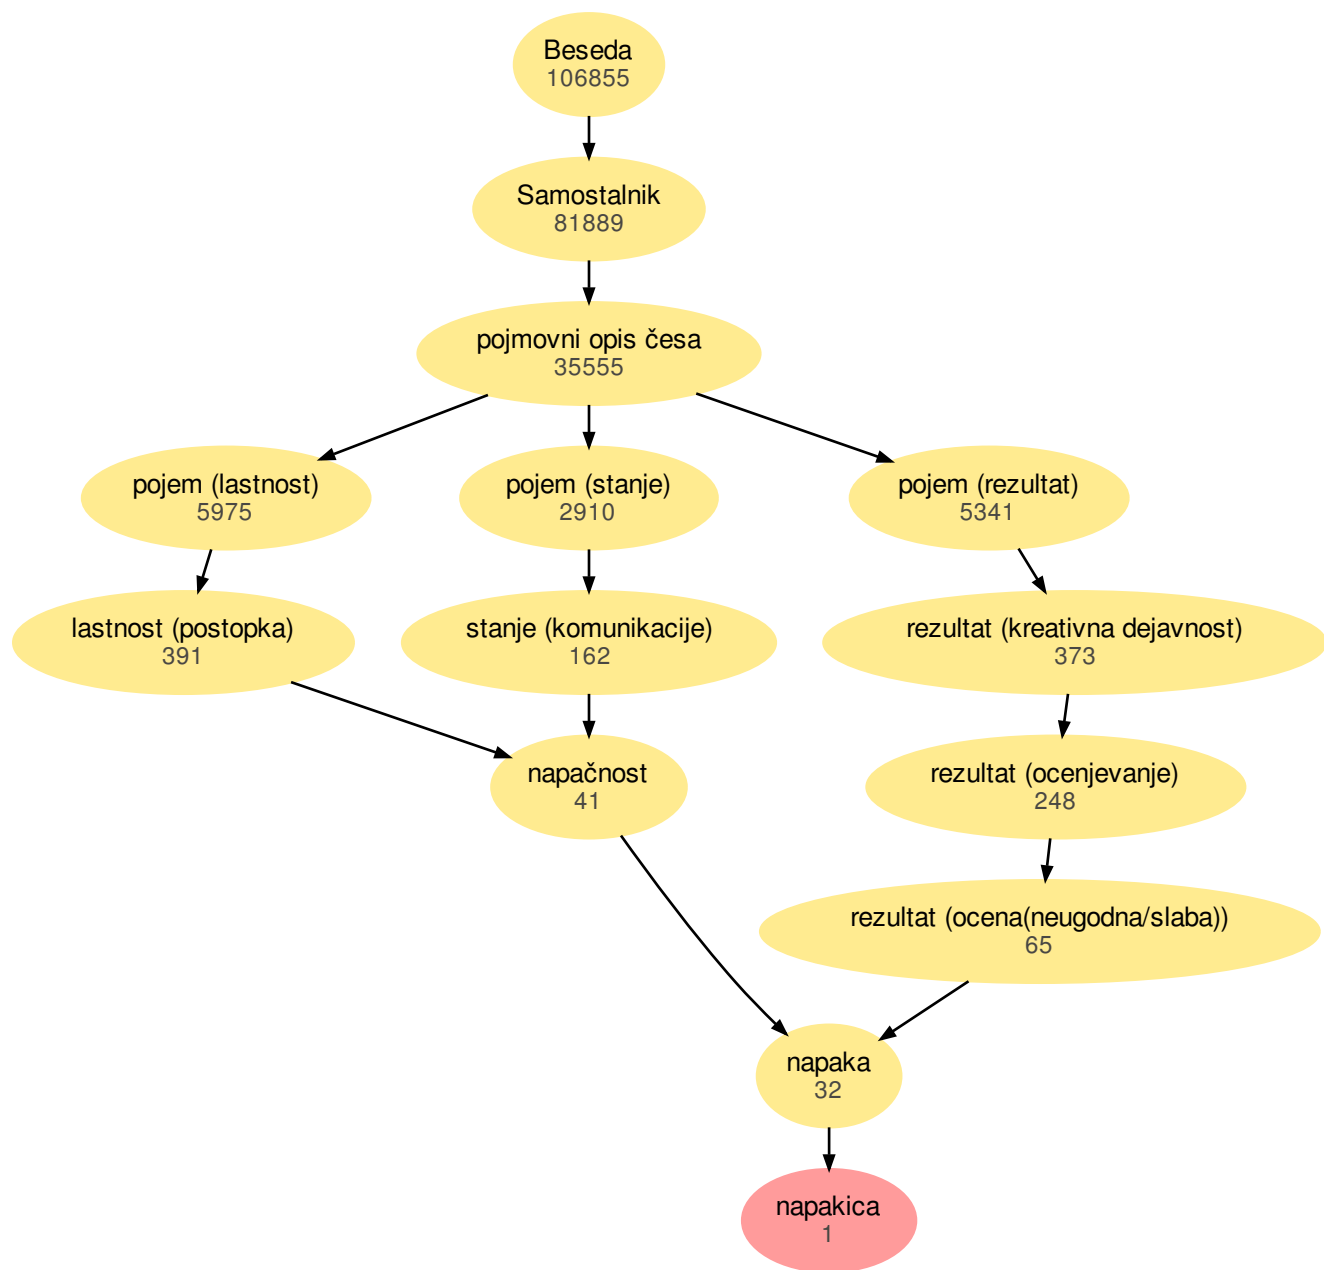 Beseda
106855
Samostalnik
81889
pojmovni opis česa
35555
pojem (lastnost)
5975
pojem (stanje)
2910
pojem (rezultat)
5341
lastnost (postopka)
391
stanje (komunikacije)
162
rezultat (kreativna dejavnost)
373
napačnost
41
rezultat (ocenjevanje)
248
rezultat (ocena(neugodna/slaba))
65
napaka
32
napakica
1